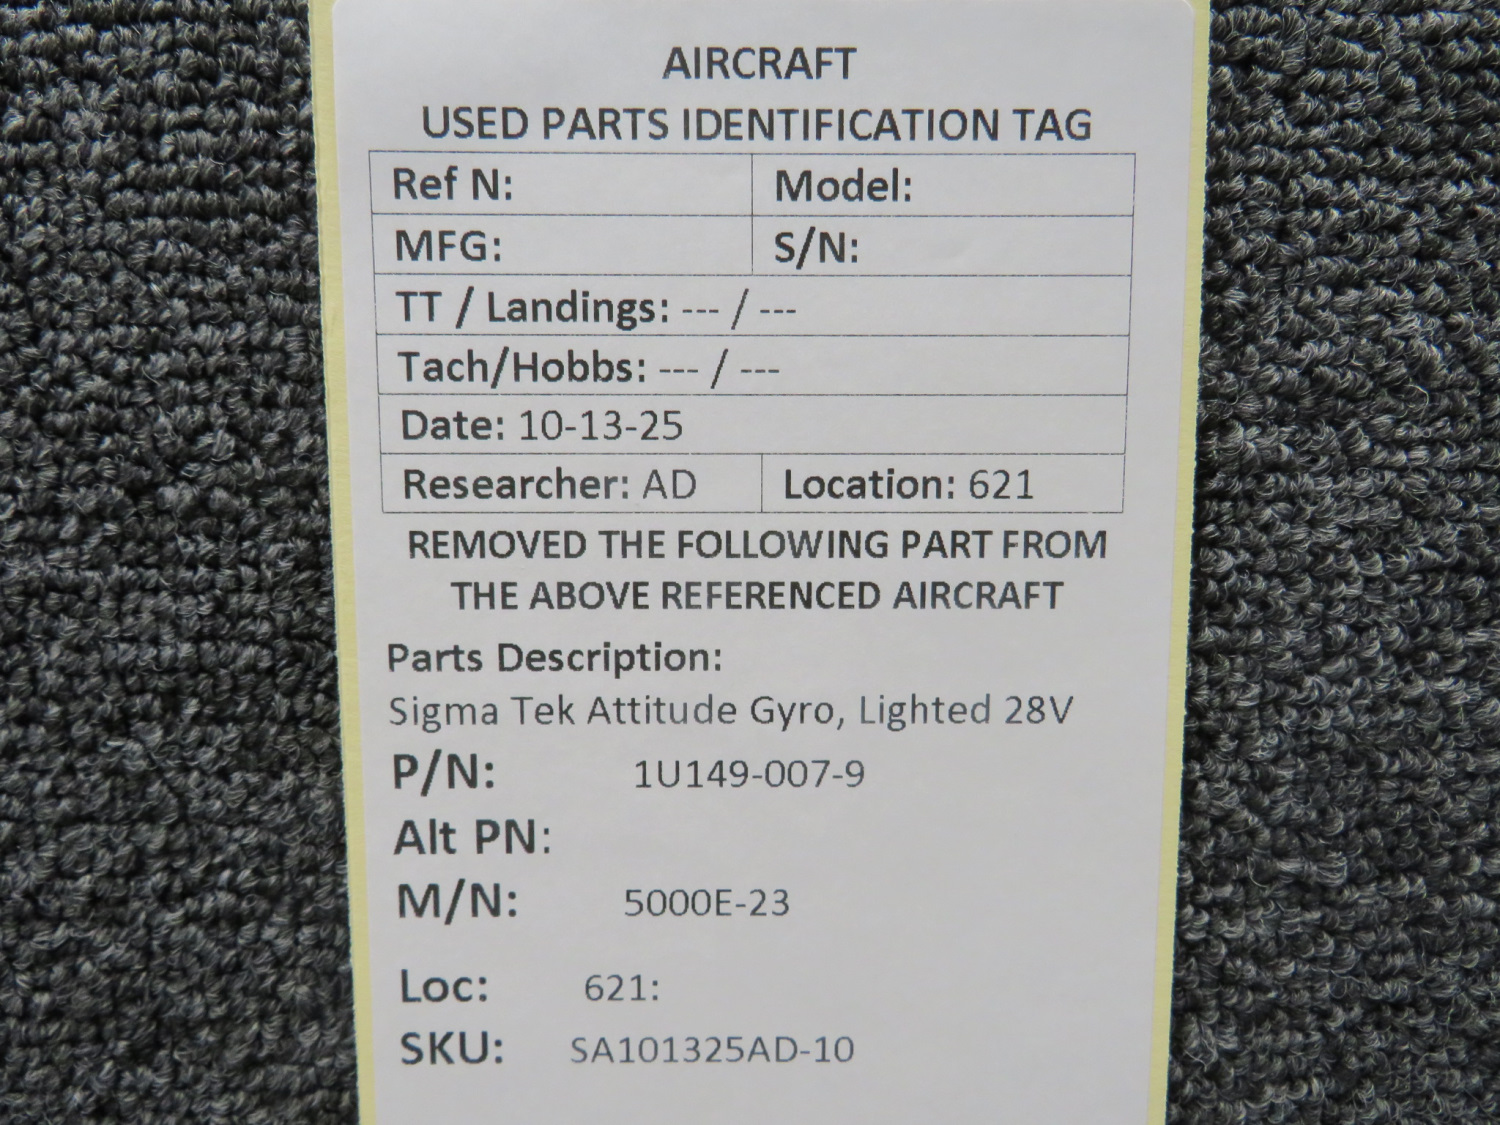 AIRCRAFT
USED PARTS IDENTIFICATION TAG
Ref N: Model:
MFG: S/N:
TT / Landings: --- / ---
Tach/Hobbs: --- / ---
Date: 10-13-25
Researcher: AD Location: 621
REMOVED THE FOLLOWING PART FROM
THE ABOVE REFERENCED AIRCRAFT
Parts Description:
Sigma Tek Attitude Gyro, Lighted 28V
P/N: 1U149-007-9
Alt PN:
M/N: 5000E-23
Loc: 621:
SKU: SA101325AD-10